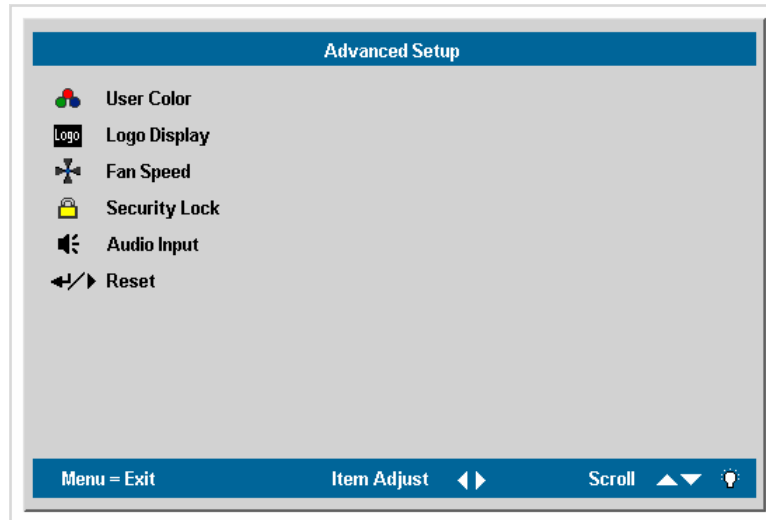 Advanced Setup
User Color
Logo Logo Display
Fan Speed
Security Lock
Audio Input
Reset
Menu = Exit Item Adjust Scroll